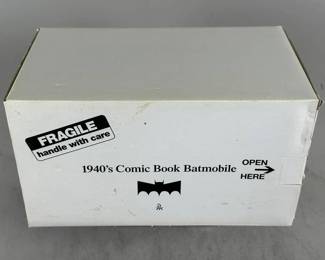 FRAGILE
handle with care
1940's Comic Book Batmobile
OPEN
HERE